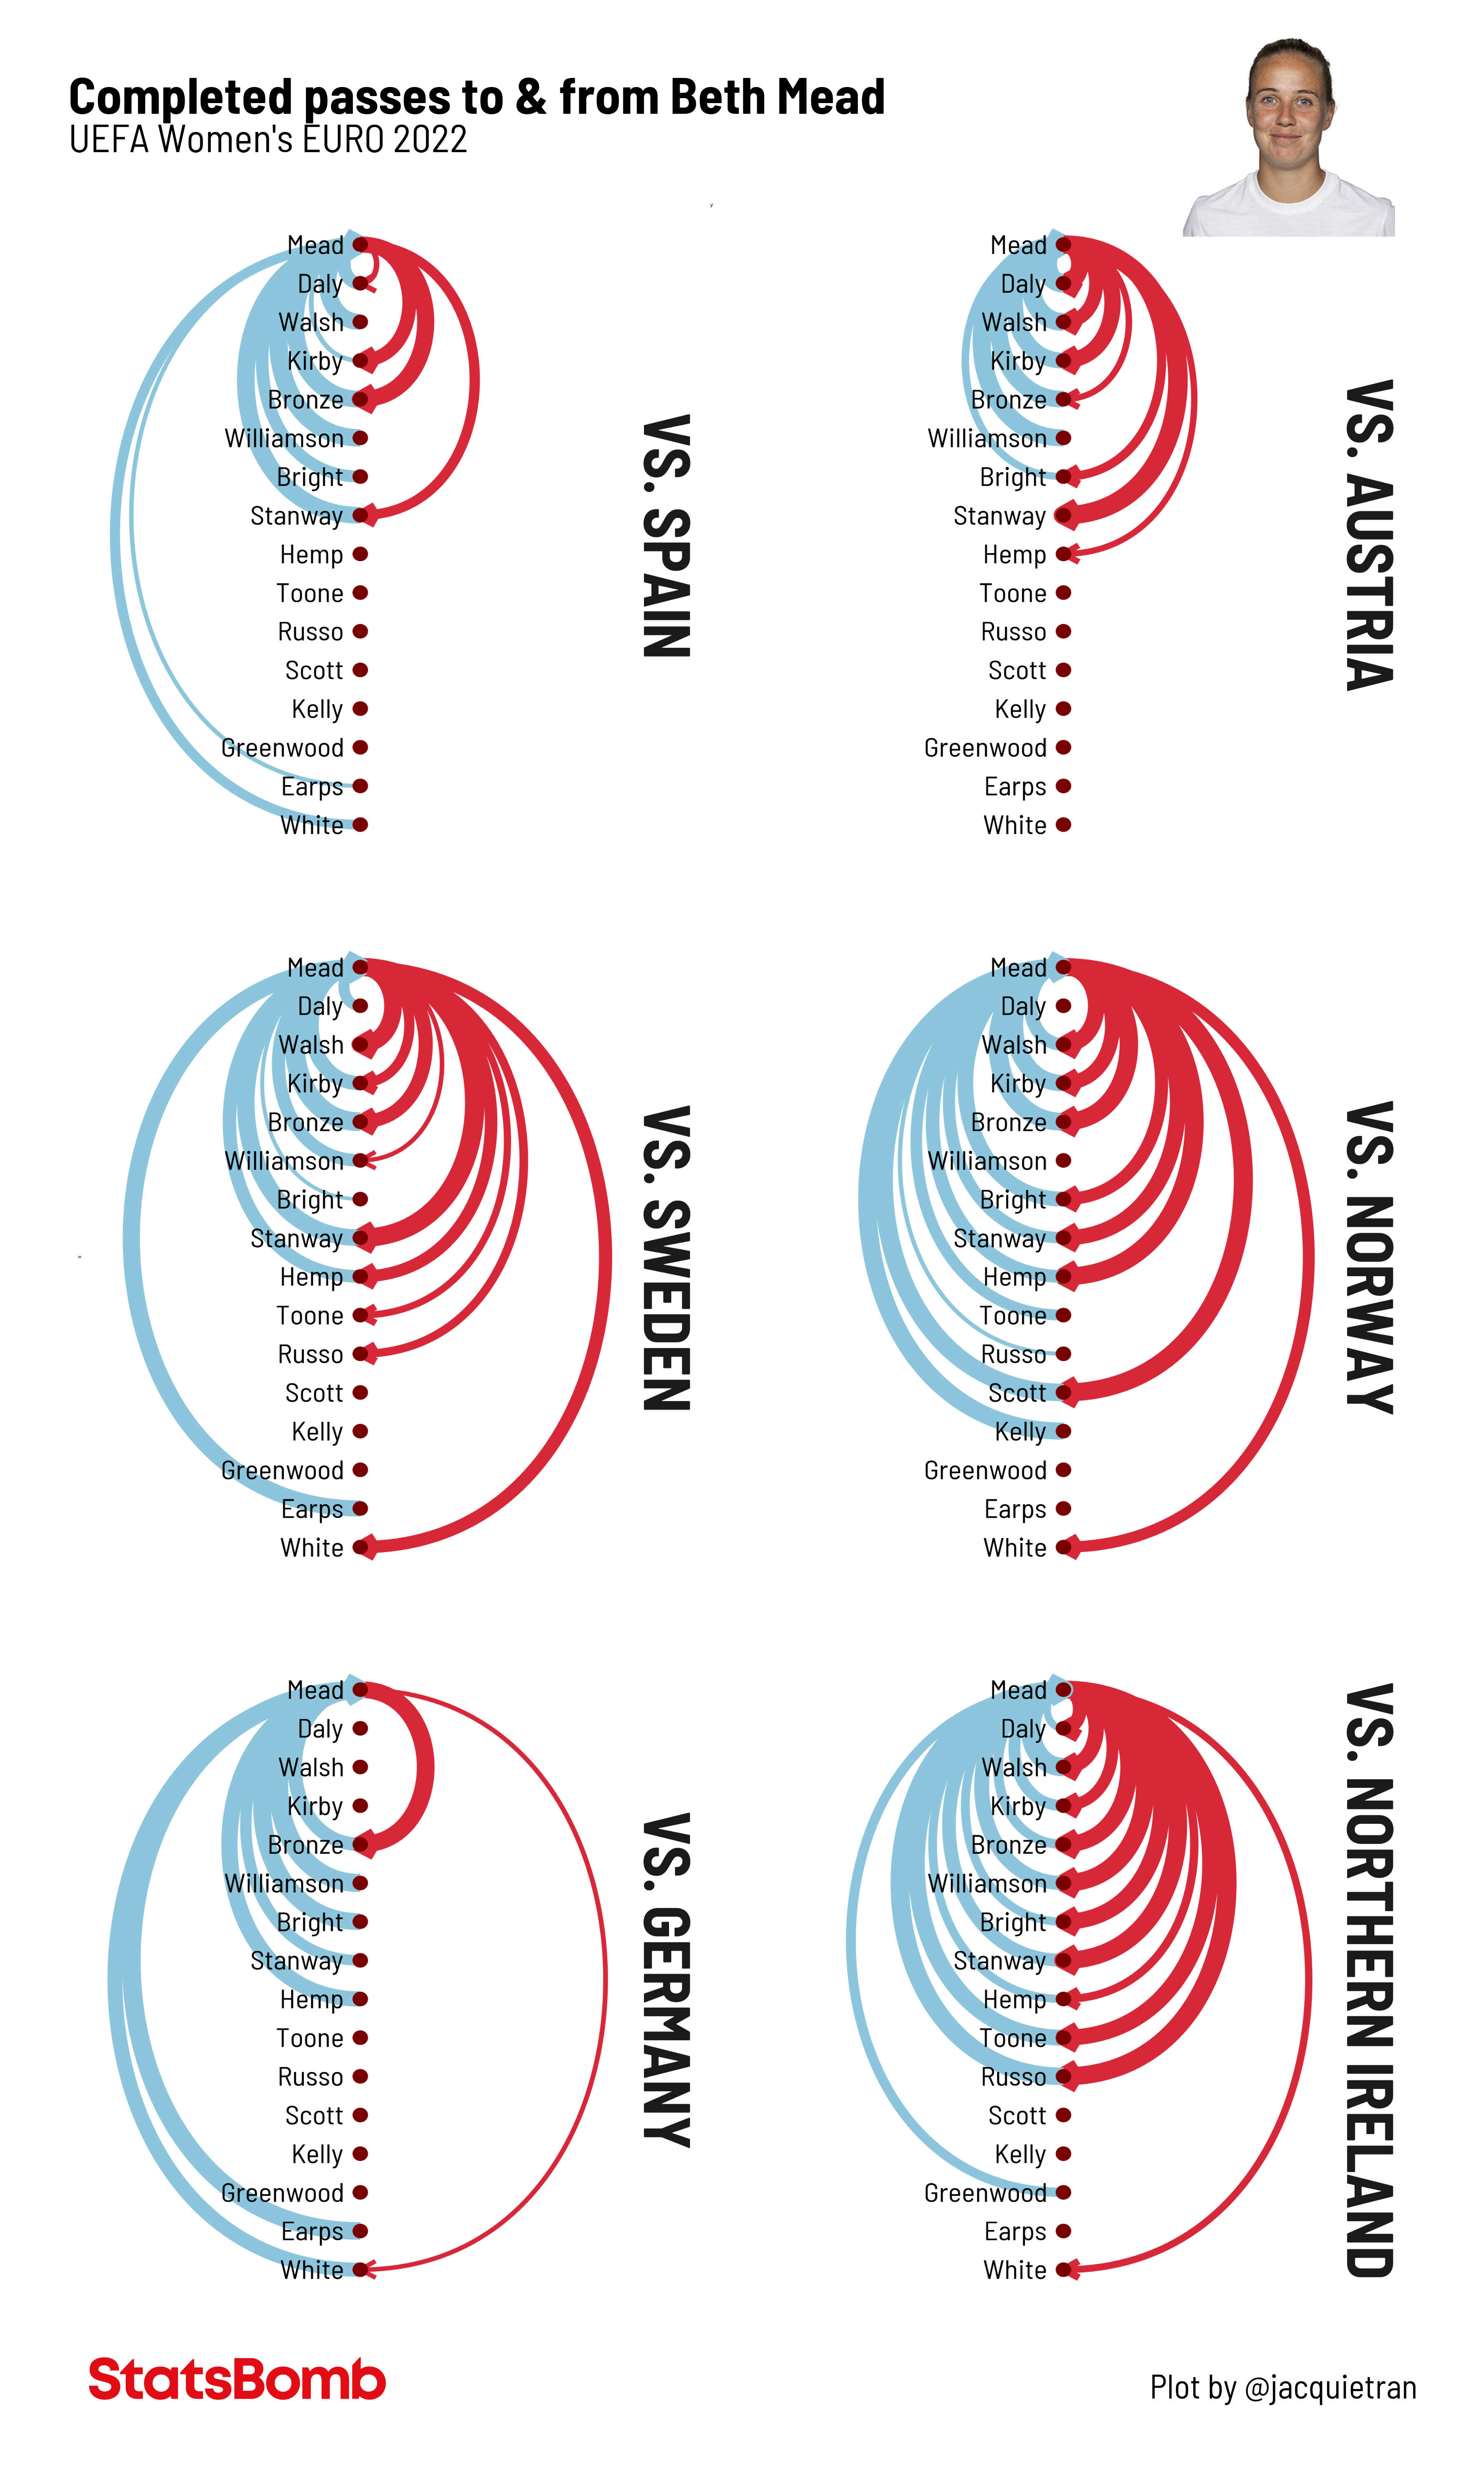 Completed passes to & from Beth Mead
UEFA Women's EURO 2022
y
Mead
Daly
Walsh
Kirby
Bronze
Williamson
Bright
Stanway
Hemp
Toone
Russo
Scott
Kelly
Greenwood
Earps
White
VS. SPAIN
Mead
Daly
Walsh
Kirby
Bronze
Williamson
Bright
Stanway
Hemp
Toone
Russo
Scott
Kelly
Greenwood
Earps
White
VS. AUSTRIA
Mead
Daly
Walsh
Kirby
Bronze
Williamson
Bright
Stanway
Hemp
Toone
Russo
Scott
Kelly
Greenwood
Earps
White
VS. SWEDEN
Mead
Daly
Walsh
Kirby
Bronze
Williamson
Bright
Stanway
Hemp
Toone
Russo
Scott
Kelly
Greenwood
Earps
White
VS. NORWAY
Mead
Daly
Walsh
Kirby
Bronze
Williamson
Bright
Stanway
Hemp
Toone
Russo
Scott
Kelly
Greenwood
Earps
White
VS. GERMANY
Mead
Daly
Walsh
Kirby
Bronze
Williamson
Bright
Stanway
Hemp
Toone
Russo
Scott
Kelly
Greenwood
Earps
White
VS. NORTHERN IRELAND
StatsBomb
Plot by @jacquietran